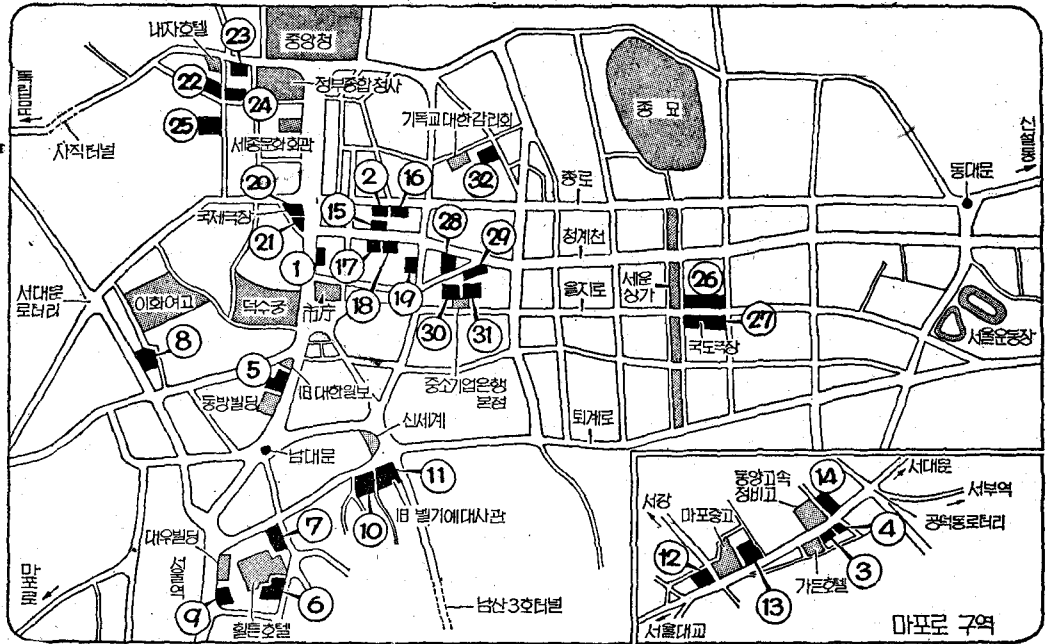 내자호텔
23
중앙청
독립문
22
24
정부종합청사
25
사직터널
세종문화회관
기독교대한감리회
32
종묘
신설동
동대문
20
2
16
종로
국제극장
15
28
29
청계천
21
1
17
18
19
을지로
세운
상가
26
서대문
로터리
이화여고
덕수궁
市庁
30
31
27
국도극장
서울운동장
8
5
旧대한일보
중소기업은행
본점
동방빌딩
신세계
퇴계로
남대문
11
10
旧벨기에대사관
7
대우빌딩
서울역
마포로
9
6
힐튼호텔
남산3호터널
14
동양고속
정비고
서대문
서부역
서강
마포중고
공덕동로터리
4
12
3
가든호텔
13
서울대교
마포로 구역